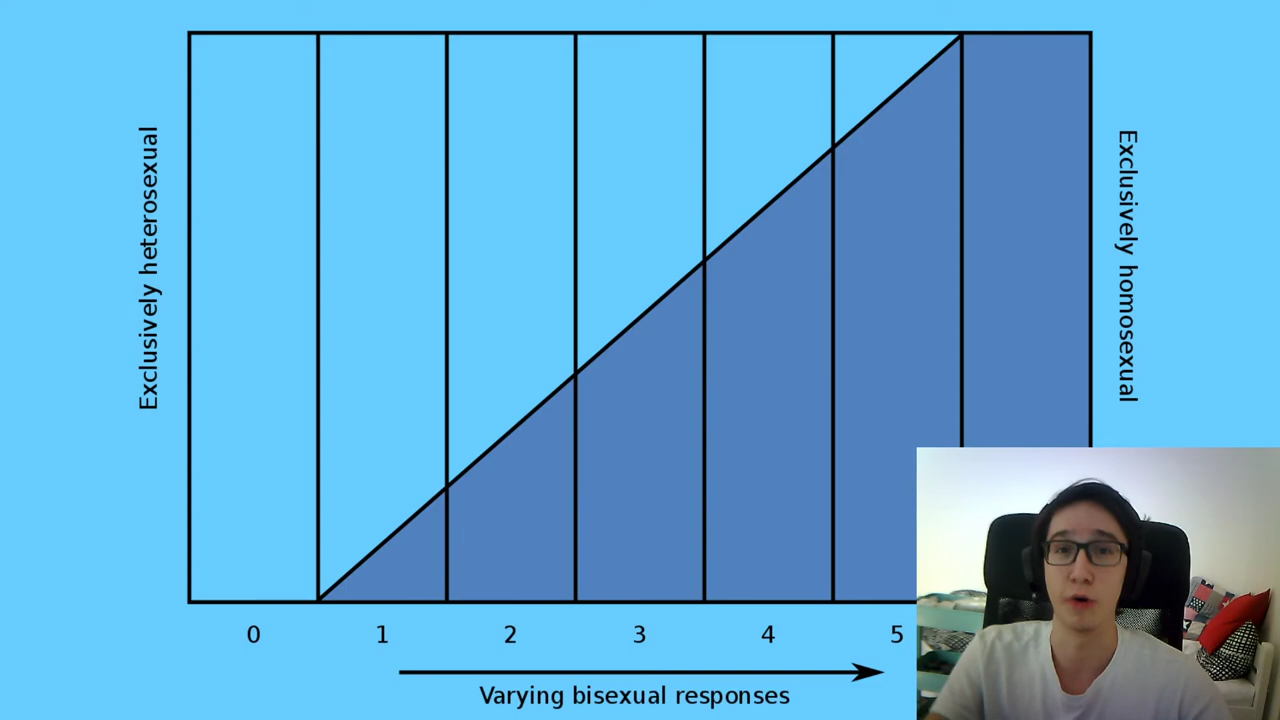 Exclusively heterosexual
Exclusively homosexual
0 1 2 3 4 5
Varying bisexual responses